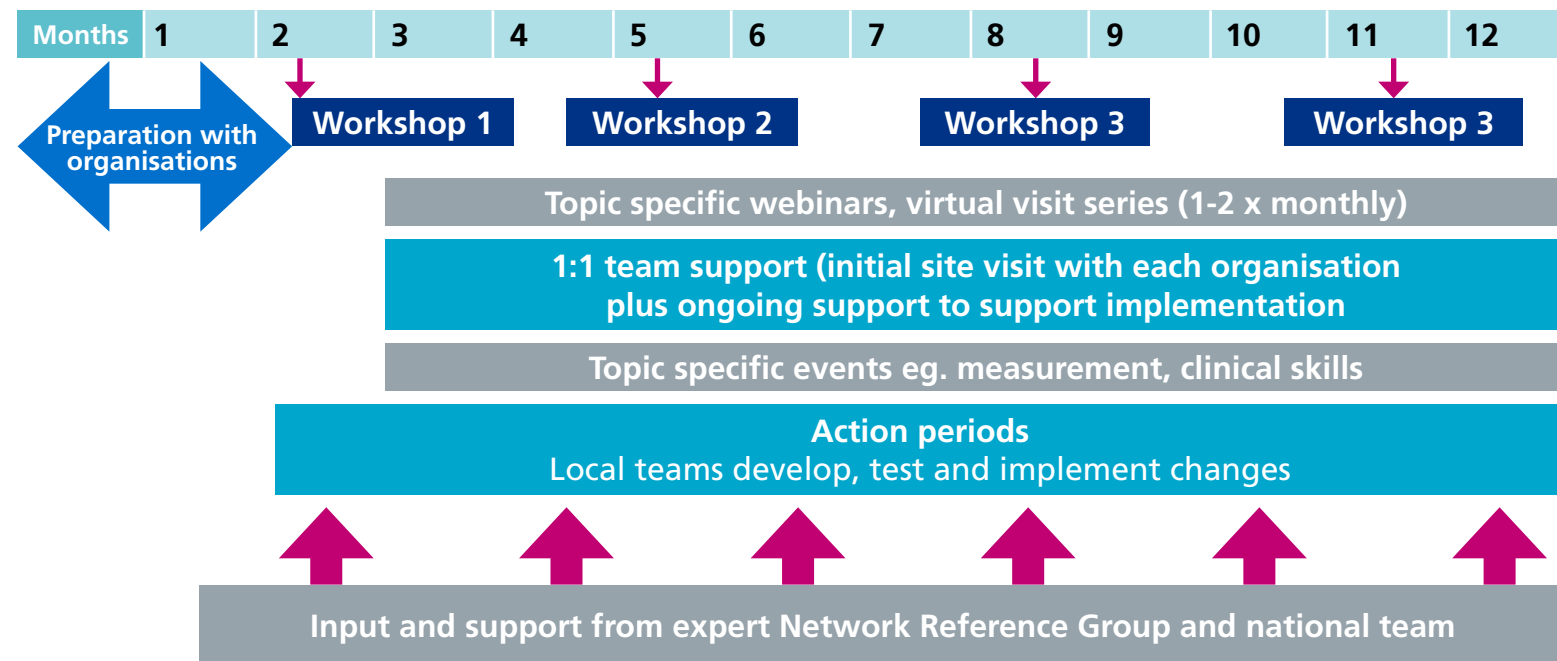 Months 1 2 3 4 5 6 7 8 9 10 11 12
Preparation with
organisations
Workshop 1
Workshop 2
Workshop 3
Workshop 3
Topic specific webinars, virtual visit series (1-2 x monthly)
1:1 team support (initial site visit with each organisation
plus ongoing support to support implementation
Topic specific events eg. measurement, clinical skills
Action periods
Local teams develop, test and implement changes
Input and support from expert Network Reference Group and national team